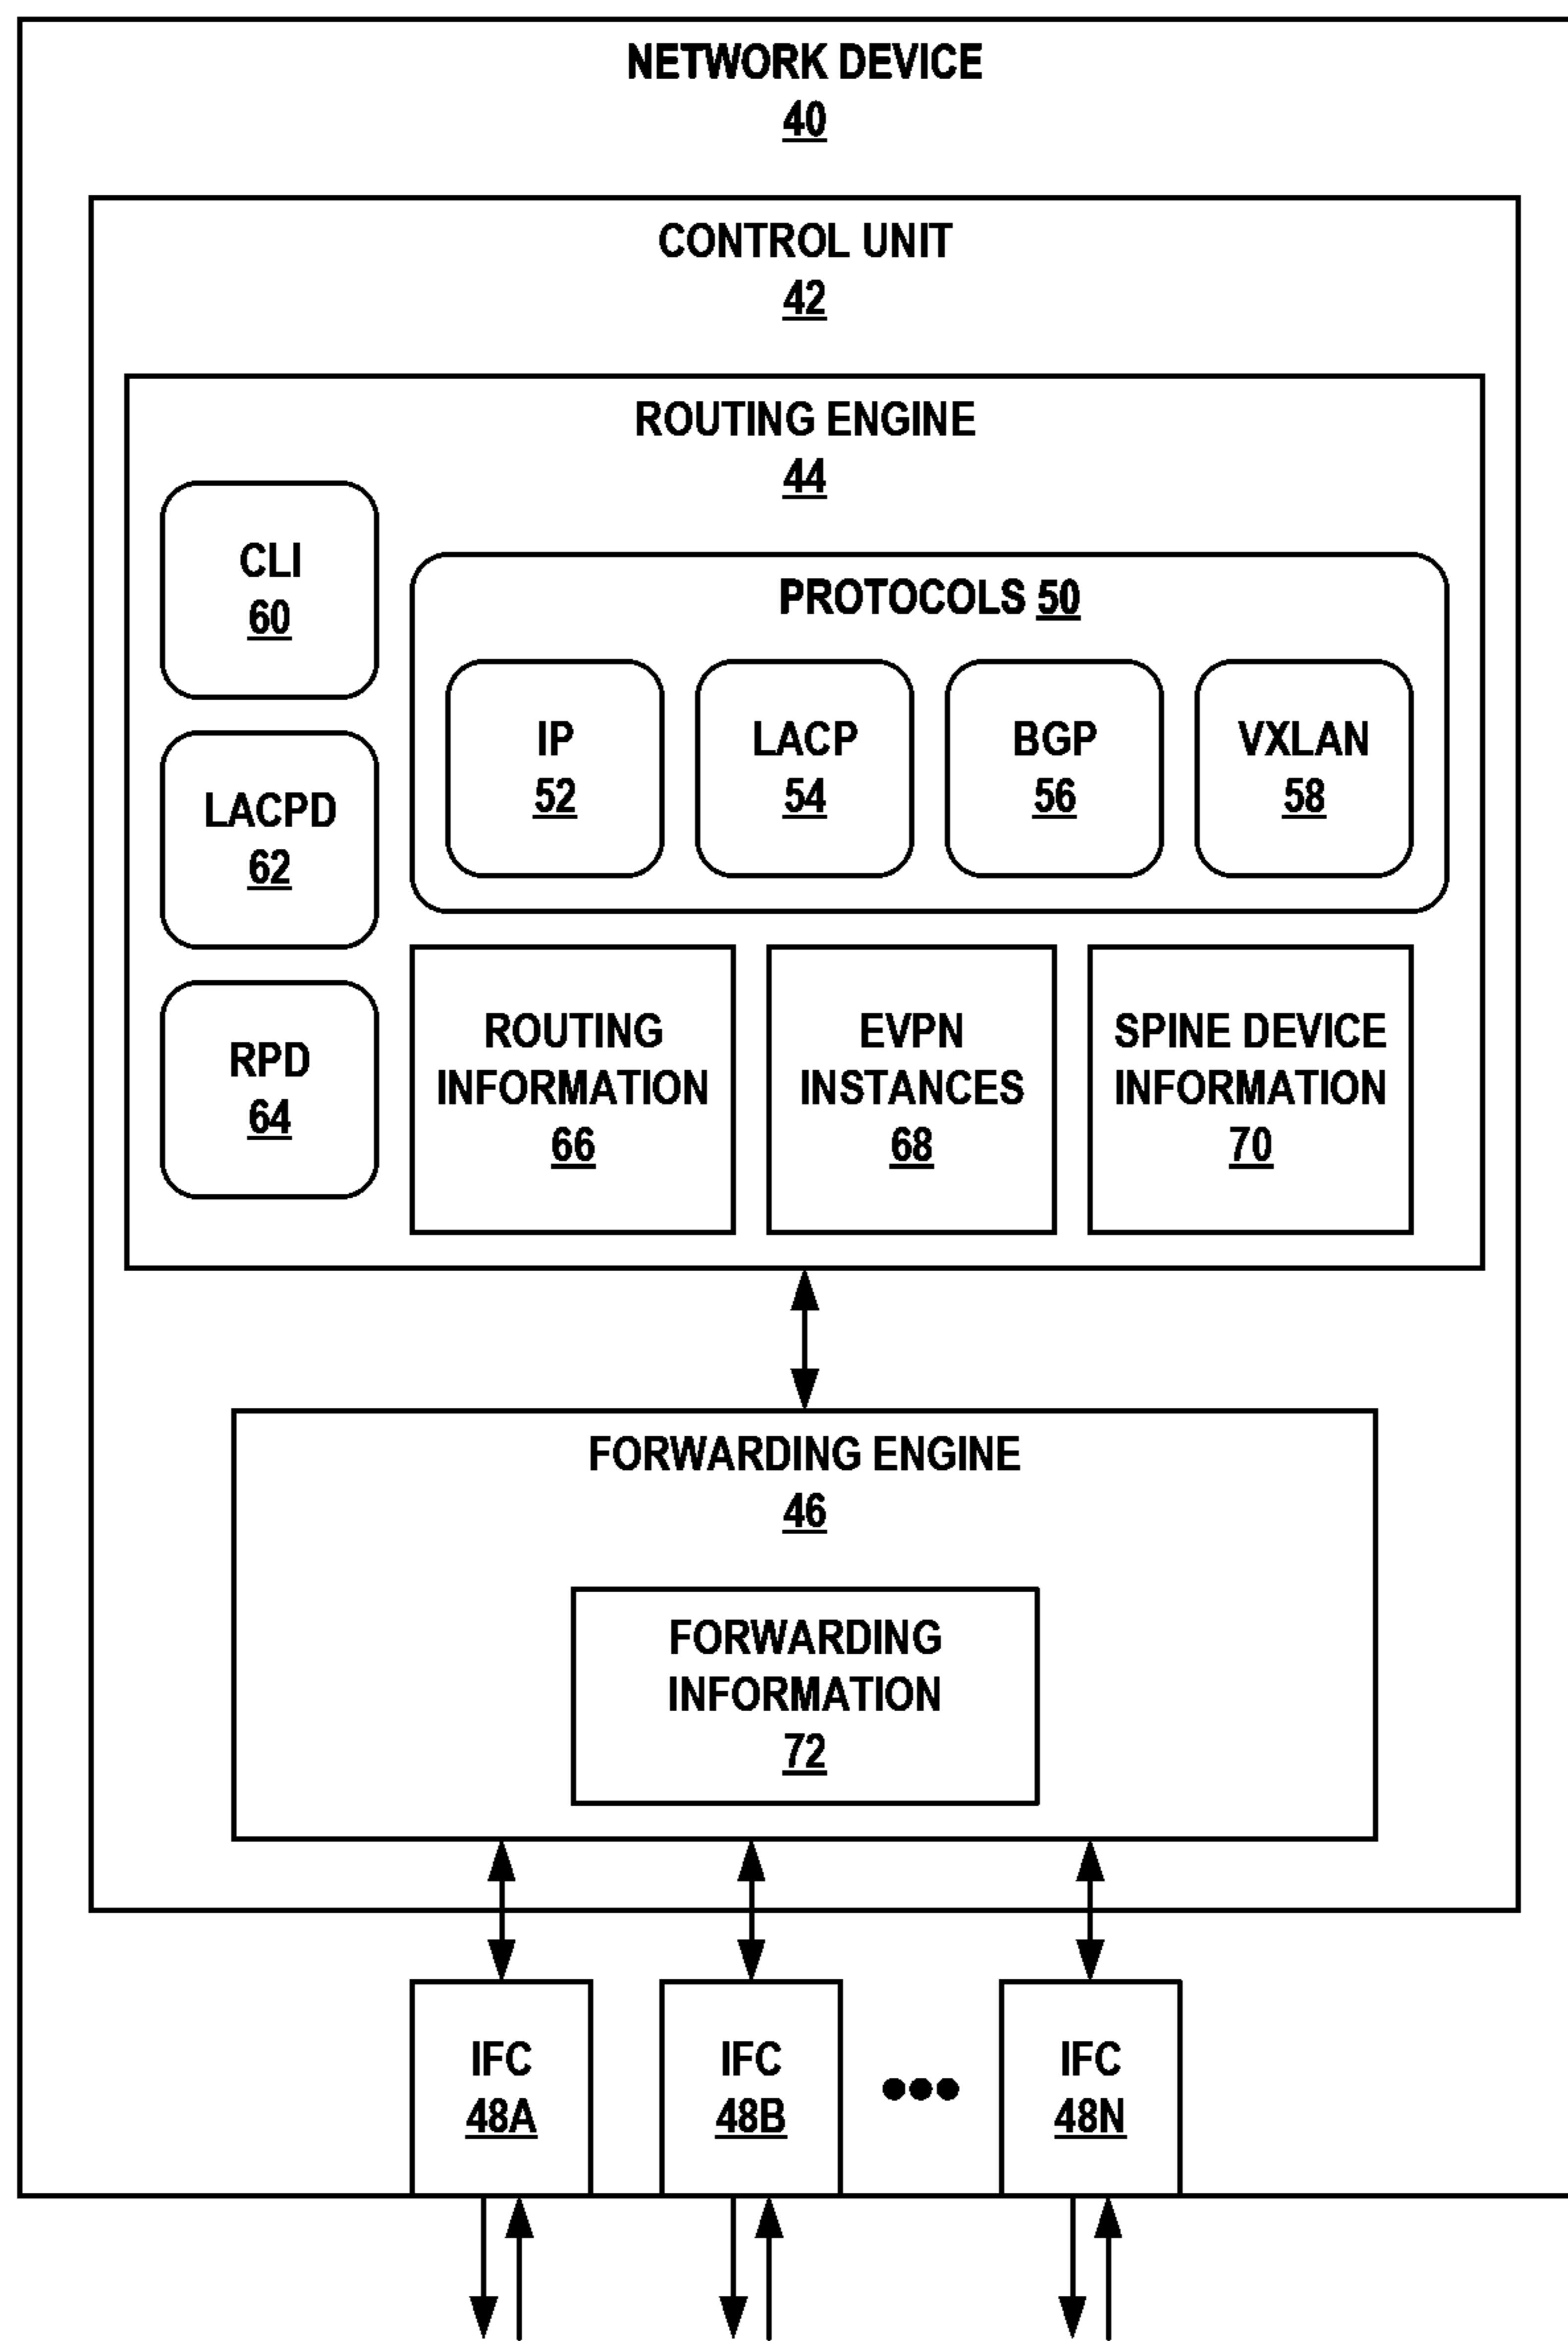 NETWORK DEVICE
40
CONTROL UNIT
42
ROUTING ENGINE
44
CLI
60
LACPD
62
RPD
64
PROTOCOLS 50
IP
52
LACP
54
BGP
56
VXLAN
58
ROUTING
INFORMATION
66
EVPN
INSTANCES
68
SPINE DEVICE
INFORMATION
70
FORWARDING ENGINE
46
FORWARDING
INFORMATION
72
IFC
48A
IFC
48B
IFC
48N